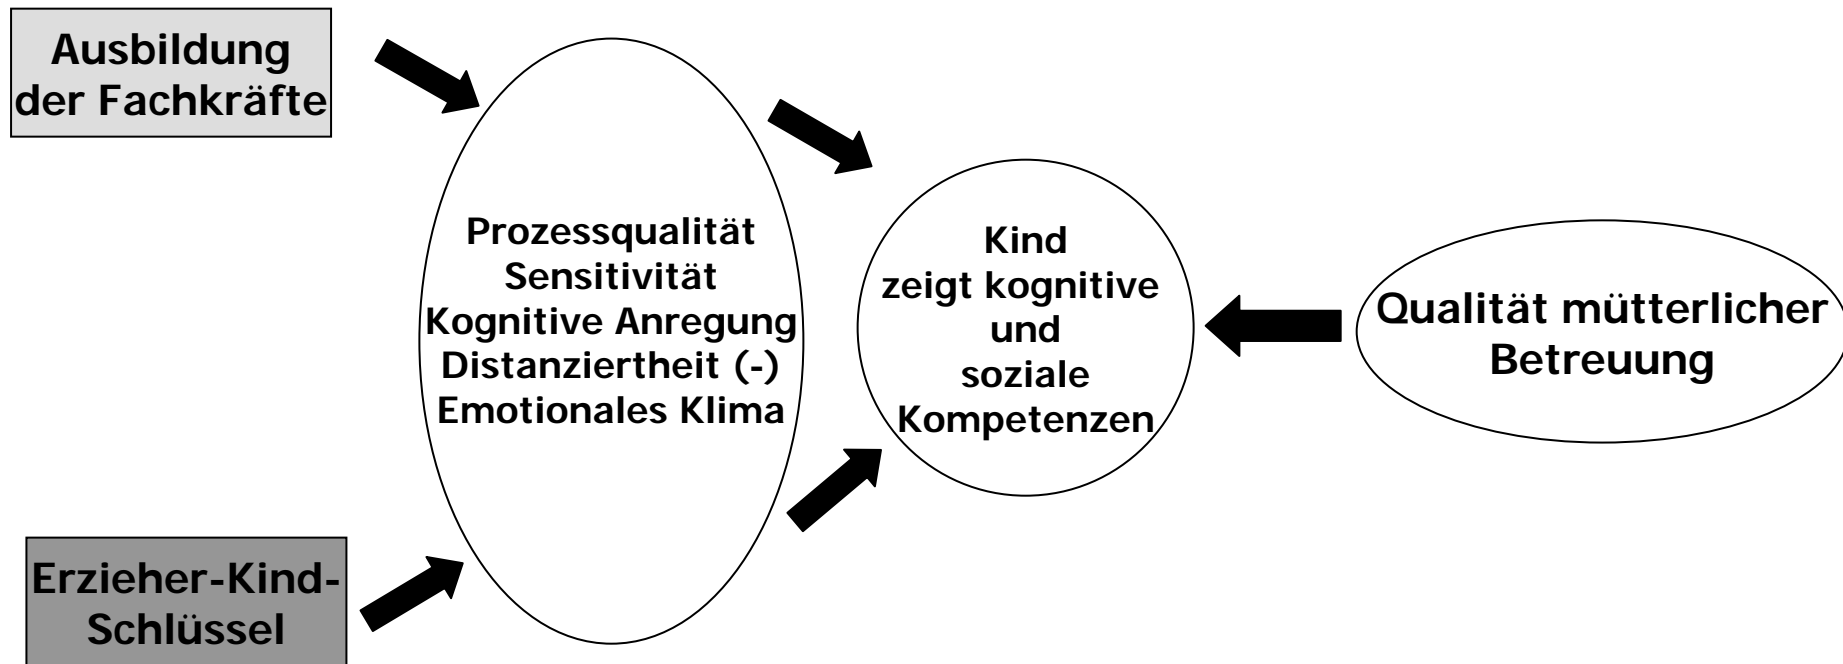 Ausbildung
der Fachkräfte
Prozessqualität
Sensitivität
Kognitive Anregung
Distanziertheit (-)
Emotionales Klima
Kind
zeigt kognitive
und
soziale
Kompetenzen
Qualität mütterlicher
Betreuung
Erzieher-Kind-
Schlüssel